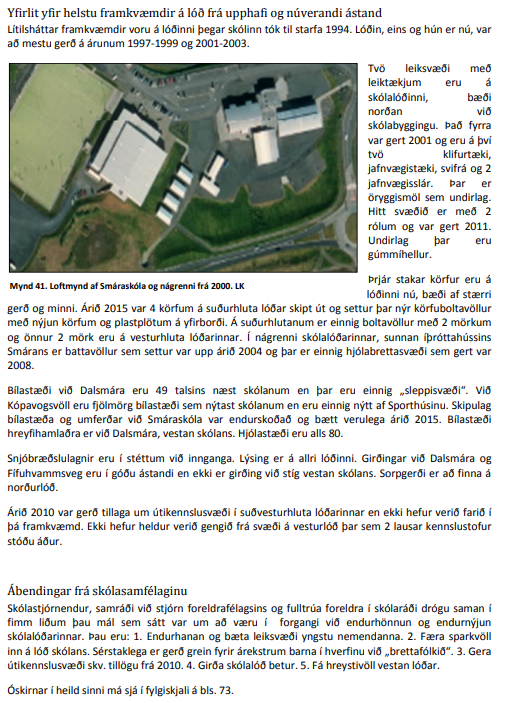 Yfirlit yfir helstu framkvæmdir á lóð frá upphafi og núverandi ástand
Lítilsháttar framkvæmdir voru á lóðinni þegar skólinn tók til starfa 1994. Lóðin, eins og hún er nú, var
að mestu gerð á árunum 1997-1999 og 2001-2003.
Tvö leiksvæði með
leiktækjum eru á
skólalóðinni, bæði
norðan við
skólabyggingu. Það fyrra
var gert 2001 og eru á því
tvö klifurtæki,
jafnvægistæki, svifrá og 2
jafnvægisslár. Þar er
öryggismöl sem undirlag.
Hitt svæðið er með 2
rólum og var gert 2011.
Undirlag þar eru
gúmmíhellur.
Mynd 41. Loftmynd af Smáraskóla og nágrenni frá 2000. LK
Þrjár stakar körfur eru á
lóðinni nú, bæði af stærri
gerð og minni. Árið 2015 var 4 körfum á suðurhluta lóðar skipt út og settur þar nýr körfuboltavöllur
með nýjun körfum og plastplötum á yfirborði. Á suðurhlutanum er einnig boltavöllur með 2 mörkum
og önnur 2 mörk eru á vesturhluta lóðarinnar. Í nágrenni skólalóðarinnar, sunnan íþróttahússins
Smárans er battavöllur sem settur var upp árið 2004 og þar er einnig hjólabrettasvæði sem gert var
2008.
Bílastæði við Dalsmára eru 49 talsins næst skólanum en þar eru einnig „sleppisvæði“. Við
Kópavogsvöll eru fjölmörg bílastæði sem nýtast skólanum en eru einnig nýtt af Sporthúsinu. Skipulag
bílastæða og umferðar við Smáraskóla var endurskoðað og bætt verulega árið 2015. Bílastæði
hreyfihamlaðra er við Dalsmára, vestan skólans. Hjólastæði eru alls 80.
Snjóbræðslulagnir eru í stéttum við innganga. Lýsing er á allri lóðinni. Girðingar við Dalsmára og
Fífuhvammsveg eru í góðu ástandi en ekki er girðing við stíg vestan skólans. Sorpgerði er að finna á
norðurlóð.
Árið 2010 var gerð tillaga um útikennslusvæði í suðvesturhluta lóðarinnar en ekki hefur verið farið í
þá framkvæmd. Ekki hefur heldur verið gengið frá svæði á vesturlóð þar sem 2 lausar kennslustofur
stóðu áður.
Ábendingar frá skólasamfélaginu
Skólastjórnendur, samráði við stjórn foreldrafélagsins og fulltrúa foreldra í skólaráði drógu saman í
fimm liðum þau mál sem sátt var um að væru í forgangi við endurhönnun og endurnýjun
skólalóðarinnar. Þau eru: 1. Endurhanan og bæta leiksvæði yngstu nemendanna. 2. Færa sparkvöll
inn á lóð skólans. Sérstaklega er gerð grein fyrir árekstrum barna í hverfinu við „brettafólkið“. 3. Gera
útikennslusvæði skv. tillögu frá 2010. 4. Girða skólalóð betur. 5. Fá hreystivöll vestan lóðar.
Óskirnar í heild sinni má sjá í fylgiskjali á bls. 73.